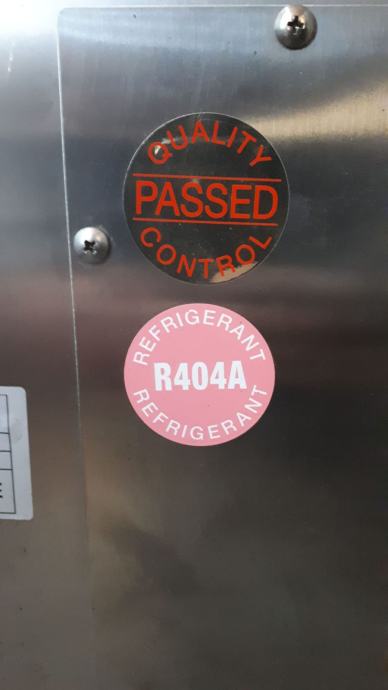 QUALITY
PASSED
CONTROL
REFRIGERANT
R404A
REFRIGERANT